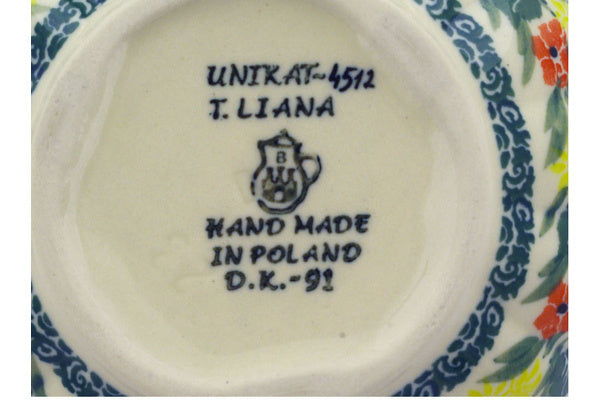 UNIKAT-4512
T. LIANA
B
HAND MADE
IN POLAND
D.K.-91